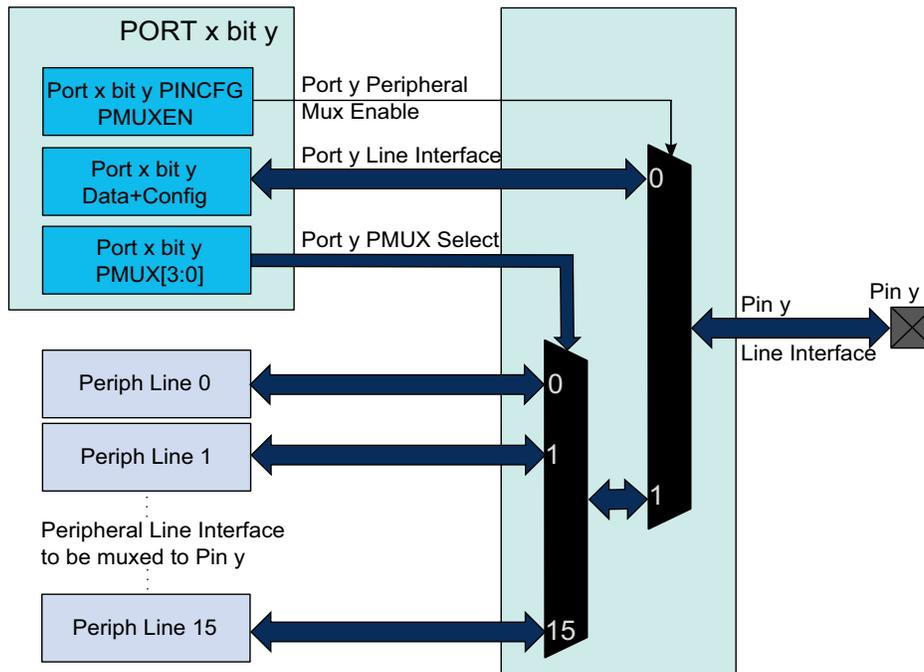 PORT x bit y
Port x bit y PINCFG
PMUXEN
Port y Peripheral
Mux Enable
Port x bit y
Data+Config
Port y Line Interface
0
Port x bit y
PMUX[3:0]
Port y PMUX Select
Pin y
Pin y
Line Interface
Periph Line 0
0
Periph Line 1
1
1
Peripheral Line Interface
to be muxed to Pin y
Periph Line 15
15